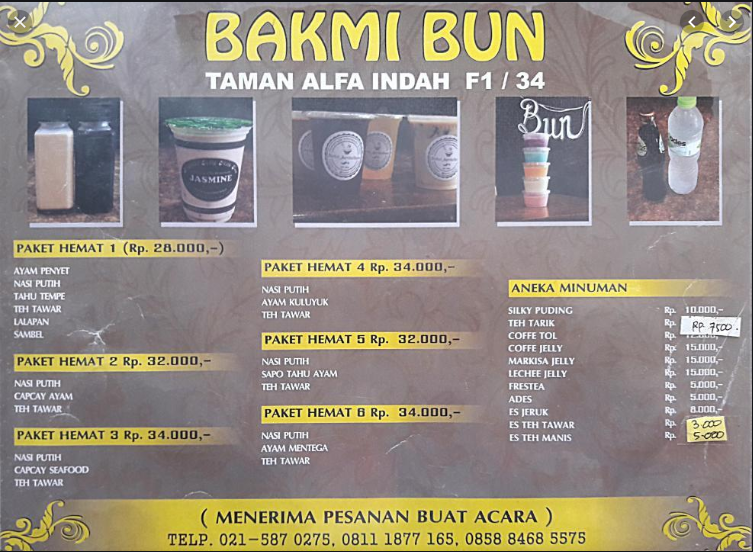 BAKMI BUN
TAMAN ALFA INDAH F1 / 34
JASMINE
Bun
PAKET HEMAT 1 (Rp. 28.000,-)
AYAM PENYET
NASI PUTIH
TAHU TEMPE
TEH TAWAR
LALAPAN
SAMBEL
PAKET HEMAT 2 Rp. 32.000,-
NASI PUTIH
CAPCAY AYAM
TEH TAWAR
PAKET HEMAT 3 Rp. 34.000,-
NASI PUTIH
CAPCAY SEAFOOD
TEH TAWAR
PAKET HEMAT 4 Rp. 34.000,-
NASI PUTIH
AYAM KULUYUK
TEH TAWAR
PAKET HEMAT 5 Rp. 32.000,-
NASI PUTIH
SAPO TAHU AYAM
TEH TAWAR
PAKET HEMAT 6 Rp. 34.000,-
NASI PUTIH
AYAM MENTEGA
TEH TAWAR
ANEKA MINUMAN
SILKY PUDING Rp. 10.000,-
TEH TARIK Rp. RP. 7500.
COFFE TOL Rp.
COFFE JELLY Rp. 15.000,-
MARKISA JELLY Rp. 15.000,-
LECHEE JELLY Rp. 15.000,-
FRESTEA Rp. 5.000,-
ADES Rp. 5.000,-
ES JERUK Rp. 8.000,-
ES TEH TAWAR Rp. 3.000
ES TEH MANIS Rp. 5.000
( MENERIMA PESANAN BUAT ACARA )
TELP. 021-587 0275, 0811 1877 165, 0858 8468 5575